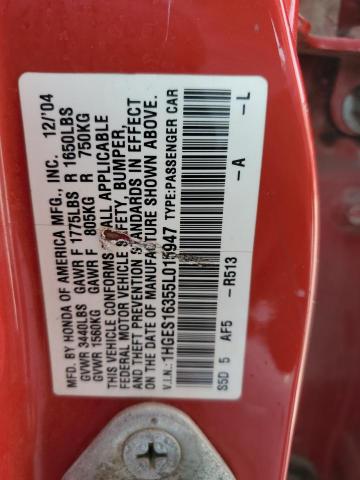 MFD. BY HONDA OF AMERICA MFG., INC. 12/'04
GVWR 3440LBS GAWR F 1775LBS R 1650LBS
GVWR 1560KG GAWR F 805KG R 750KG
THIS VEHICLE CONFORMS ALL APPLICABLE
FEDERAL MOTOR VEHICLE SAFETY, BUMPER,
AND THEFT PREVENTION STANDARDS IN EFFECT
ON THE DATE OF MANUFACTURE SHOWN ABOVE.
V.I.N.: TYPE:PASSENGER CAR
S5D 5 AF5 -R513 -A -L